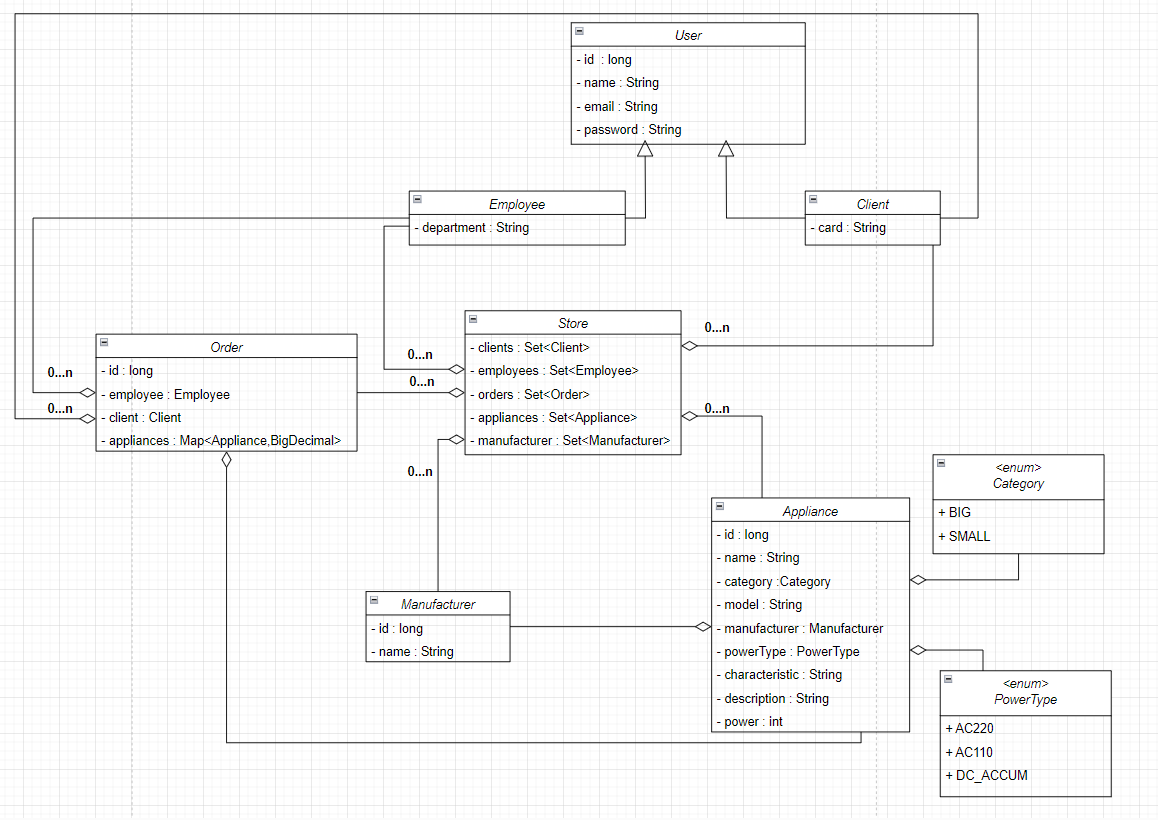 User
- id : long
- name : String
- email : String
- password : String
Employee
- department : String
Client
- card : String
Store
- clients : Set<Client>
- employees : Set<Employee>
- orders : Set<Order>
- appliances : Set<Appliance>
- manufacturer : Set<Manufacturer>
0...n
0...n
0...n
0...n
0...n
Order
- id : long
- employee : Employee
- client : Client
- appliances : Map<Appliance,BigDecimal>
0...n
0...n
Appliance
- id : long
- name : String
- category :Category
- model : String
- manufacturer : Manufacturer
- powerType : PowerType
- characteristic : String
- description : String
- power : int
<enum>
Category
+ BIG
+ SMALL
Manufacturer
- id : long
- name : String
<enum>
PowerType
+ AC220
+ AC110
+ DC_ACCUM